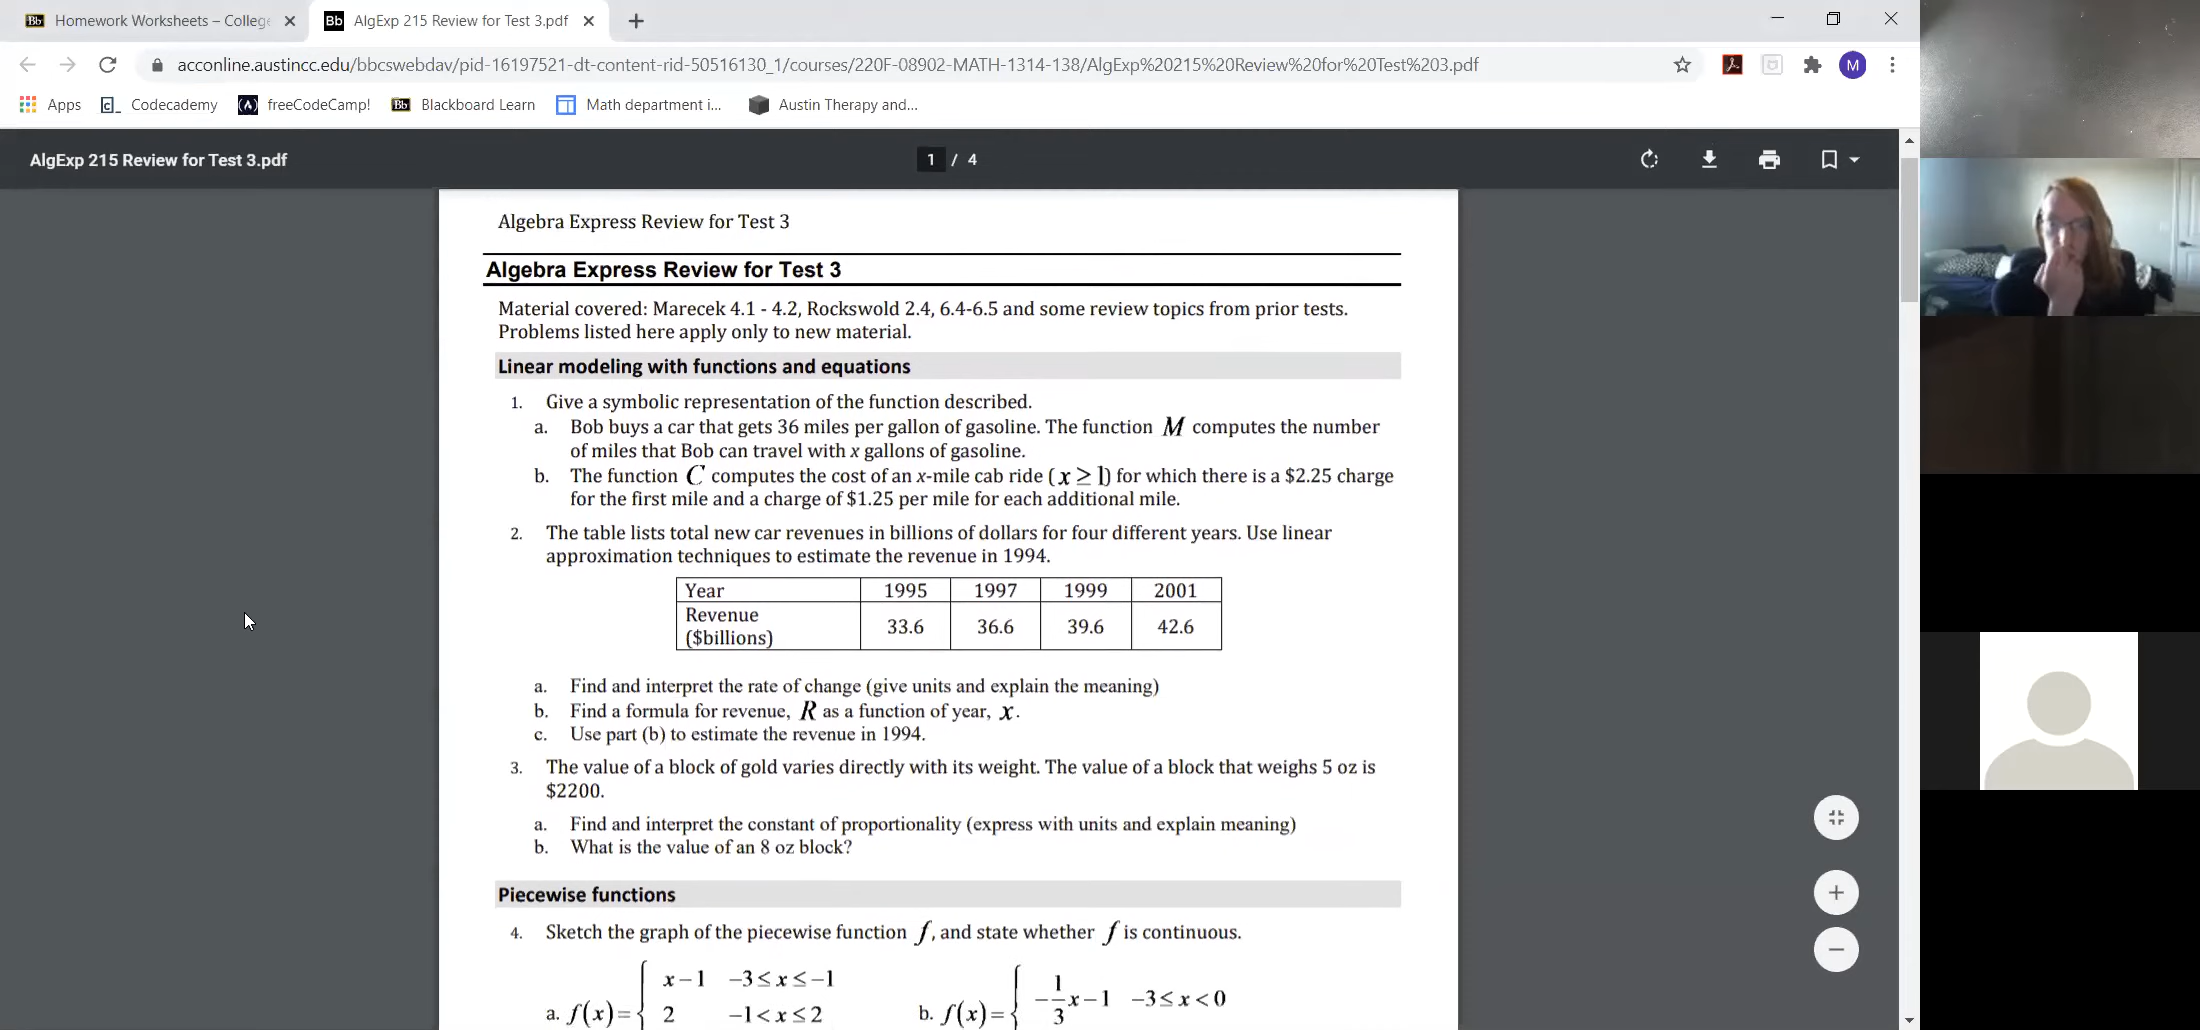 Homework Worksheets – College
AlgExp 215 Review for Test 3.pdf
acconline.austincc.edu/bbcswebdav/pid-16197521-dt-content-rid-50516130_1/courses/220F-08902-MATH-1314-138/AlgExp%20215%20Review%20for%20Test%203.pdf
M
Apps
Codecademy
freeCodeCamp!
Blackboard Learn
Math department i...
Austin Therapy and...
AlgExp 215 Review for Test 3.pdf
1 / 4
Algebra Express Review for Test 3
Algebra Express Review for Test 3
Material covered: Marecek 4.1 - 4.2, Rockswold 2.4, 6.4-6.5 and some review topics from prior tests.
Problems listed here apply only to new material.
Linear modeling with functions and equations
1. Give a symbolic representation of the function described.
a. Bob buys a car that gets 36 miles per gallon of gasoline. The function M computes the number
of miles that Bob can travel with x gallons of gasoline.
b. The function C computes the cost of an x-mile cab ride (x ≥ 1) for which there is a $2.25 charge
for the first mile and a charge of $1.25 per mile for each additional mile.
2. The table lists total new car revenues in billions of dollars for four different years. Use linear
approximation techniques to estimate the revenue in 1994.
Year 1995 1997 1999 2001
Revenue
($billions) 33.6 36.6 39.6 42.6
a. Find and interpret the rate of change (give units and explain the meaning)
b. Find a formula for revenue, R as a function of year, x.
c. Use part (b) to estimate the revenue in 1994.
3. The value of a block of gold varies directly with its weight. The value of a block that weighs 5 oz is
$2200.
a. Find and interpret the constant of proportionality (express with units and explain meaning)
b. What is the value of an 8 oz block?
Piecewise functions
4. Sketch the graph of the piecewise function f, and state whether f is continuous.
a. f(x) = { x − 1 −3 ≤ x ≤ −1
2 −1 < x ≤ 2
b. f(x) = { −1/3 x − 1 −3 ≤ x < 0